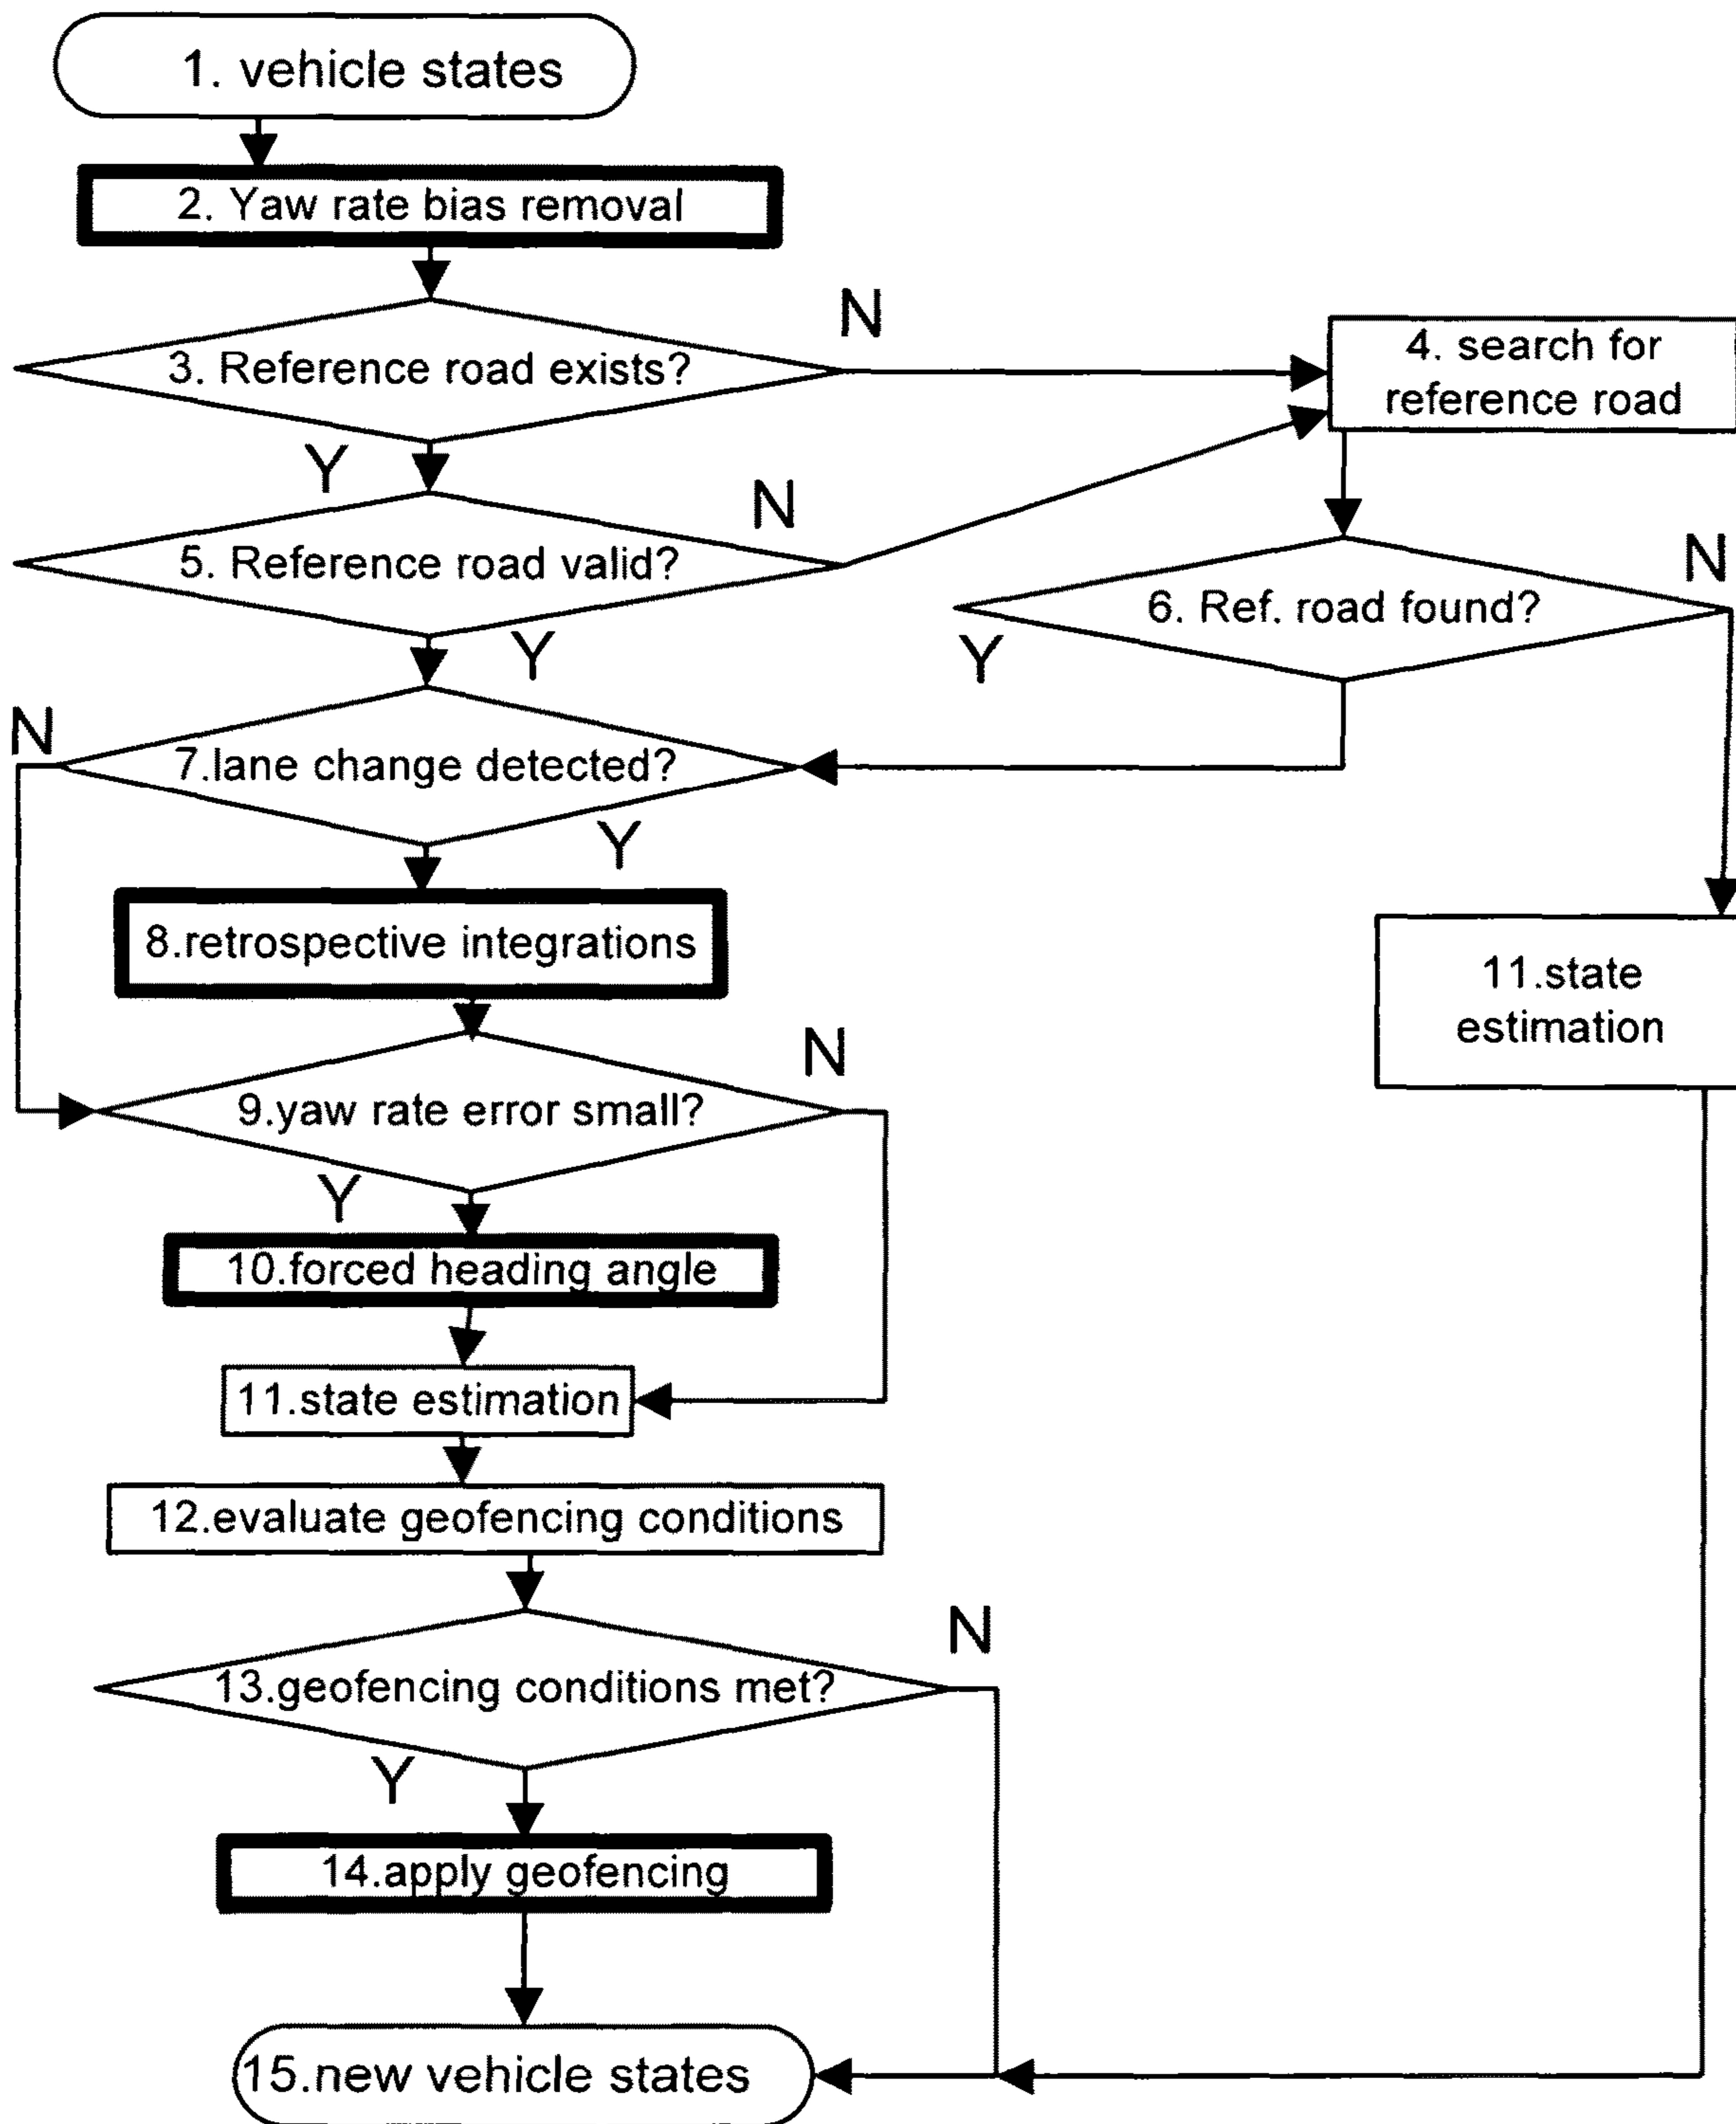 1. vehicle states
2. Yaw rate bias removal
N
3. Reference road exists?
4. search for
reference road
Y
N
5. Reference road valid?
N
6. Ref. road found?
Y
Y
N
7.lane change detected?
Y
8.retrospective integrations
11.state
estimation
N
9.yaw rate error small?
Y
10.forced heading angle
11.state estimation
12.evaluate geofencing conditions
N
13.geofencing conditions met?
Y
14.apply geofencing
15.new vehicle states